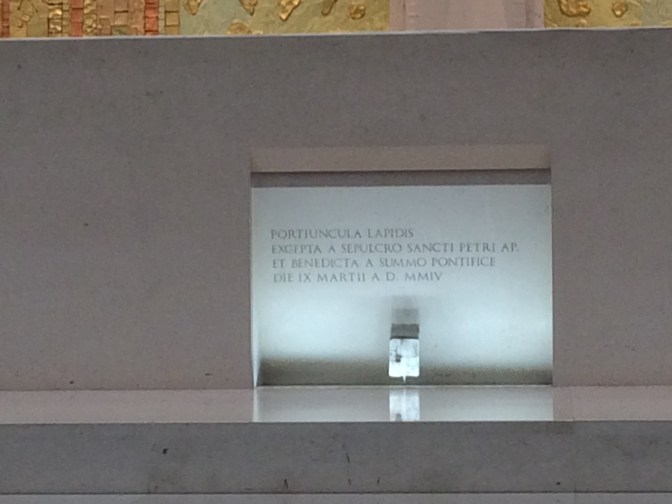 PORTIUNCULA LAPIDIS
EXCEPTA A SEPULCRO SANCTI PETRI AP.
ET BENEDICTA A SUMMO PONTIFICE
DIE IX MARTII A D. MMIV